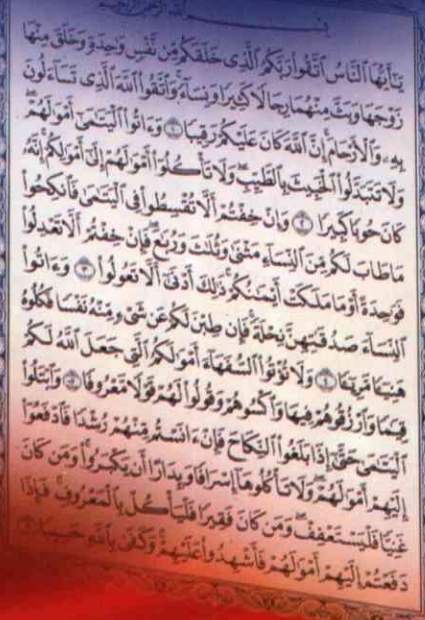 بِسْمِ اللَّهِ الرَّحْمَٰنِ الرَّحِيمِ
يَٰٓأَيُّهَا ٱلنَّاسُ ٱتَّقُوا۟ رَبَّكُمُ ٱلَّذِى خَلَقَكُم مِّن نَّفْسٍ وَٰحِدَةٍ وَخَلَقَ مِنْهَا
زَوْجَهَا وَبَثَّ مِنْهُمَا رِجَالًا كَثِيرًا وَنِسَآءً ۚ وَٱتَّقُوا۟ ٱللَّهَ ٱلَّذِى تَسَآءَلُونَ
بِهِۦ وَٱلْأَرْحَامَ ۚ إِنَّ ٱللَّهَ كَانَ عَلَيْكُمْ رَقِيبًا ١ وَءَاتُوا۟ ٱلْيَتَٰمَىٰٓ أَمْوَٰلَهُمْ ۖ
وَلَا تَتَبَدَّلُوا۟ ٱلْخَبِيثَ بِٱلطَّيِّبِ ۖ وَلَا تَأْكُلُوٓا۟ أَمْوَٰلَهُمْ إِلَىٰٓ أَمْوَٰلِكُمْ ۚ إِنَّهُۥ
كَانَ حُوبًا كَبِيرًا ٢ وَإِنْ خِفْتُمْ أَلَّا تُقْسِطُوا۟ فِى ٱلْيَتَٰمَىٰ فَٱنكِحُوا۟
مَا طَابَ لَكُم مِّنَ ٱلنِّسَآءِ مَثْنَىٰ وَثُلَٰثَ وَرُبَٰعَ ۖ فَإِنْ خِفْتُمْ أَلَّا تَعْدِلُوا۟
فَوَٰحِدَةً أَوْ مَا مَلَكَتْ أَيْمَٰنُكُمْ ۚ ذَٰلِكَ أَدْنَىٰٓ أَلَّا تَعُولُوا۟ ٣ وَءَاتُوا۟
ٱلنِّسَآءَ صَدُقَٰتِهِنَّ نِحْلَةً ۚ فَإِن طِبْنَ لَكُمْ عَن شَىْءٍ مِّنْهُ نَفْسًا فَكُلُوهُ
هَنِيٓـًٔا مَّرِيٓـًٔا ٤ وَلَا تُؤْتُوا۟ ٱلسُّفَهَآءَ أَمْوَٰلَكُمُ ٱلَّتِى جَعَلَ ٱللَّهُ لَكُمْ
قِيَٰمًا وَٱرْزُقُوهُمْ فِيهَا وَٱكْسُوهُمْ وَقُولُوا۟ لَهُمْ قَوْلًا مَّعْرُوفًا ٥ وَٱبْتَلُوا۟
ٱلْيَتَٰمَىٰ حَتَّىٰٓ إِذَا بَلَغُوا۟ ٱلنِّكَاحَ فَإِنْ ءَانَسْتُم مِّنْهُمْ رُشْدًا فَٱدْفَعُوٓا۟
إِلَيْهِمْ أَمْوَٰلَهُمْ ۖ وَلَا تَأْكُلُوهَآ إِسْرَافًا وَبِدَارًا أَن يَكْبَرُوا۟ ۚ وَمَن كَانَ
غَنِيًّا فَلْيَسْتَعْفِفْ ۖ وَمَن كَانَ فَقِيرًا فَلْيَأْكُلْ بِٱلْمَعْرُوفِ ۚ فَإِذَا
دَفَعْتُمْ إِلَيْهِمْ أَمْوَٰلَهُمْ فَأَشْهِدُوا۟ عَلَيْهِمْ ۚ وَكَفَىٰ بِٱللَّهِ حَسِيبًا ٦